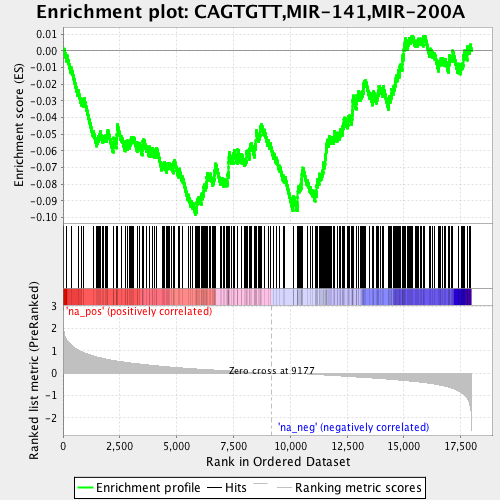 Enrichment plot: CAGTGTT,MIR-141,MIR-200A
Enrichment score (ES)
0.01
0.00
-0.01
-0.02
-0.03
-0.04
-0.05
-0.06
-0.07
-0.08
-0.09
-0.10
'na_pos' (positively correlated)
Ranked list metric (PreRanked)
3
2
1
0
-1
-2
Zero cross at 9177
'na_neg' (negatively correlated)
0
2,500
5,000
7,500
10,000
12,500
15,000
17,500
Rank in Ordered Dataset
Enrichment profile
Hits
Ranking metric scores